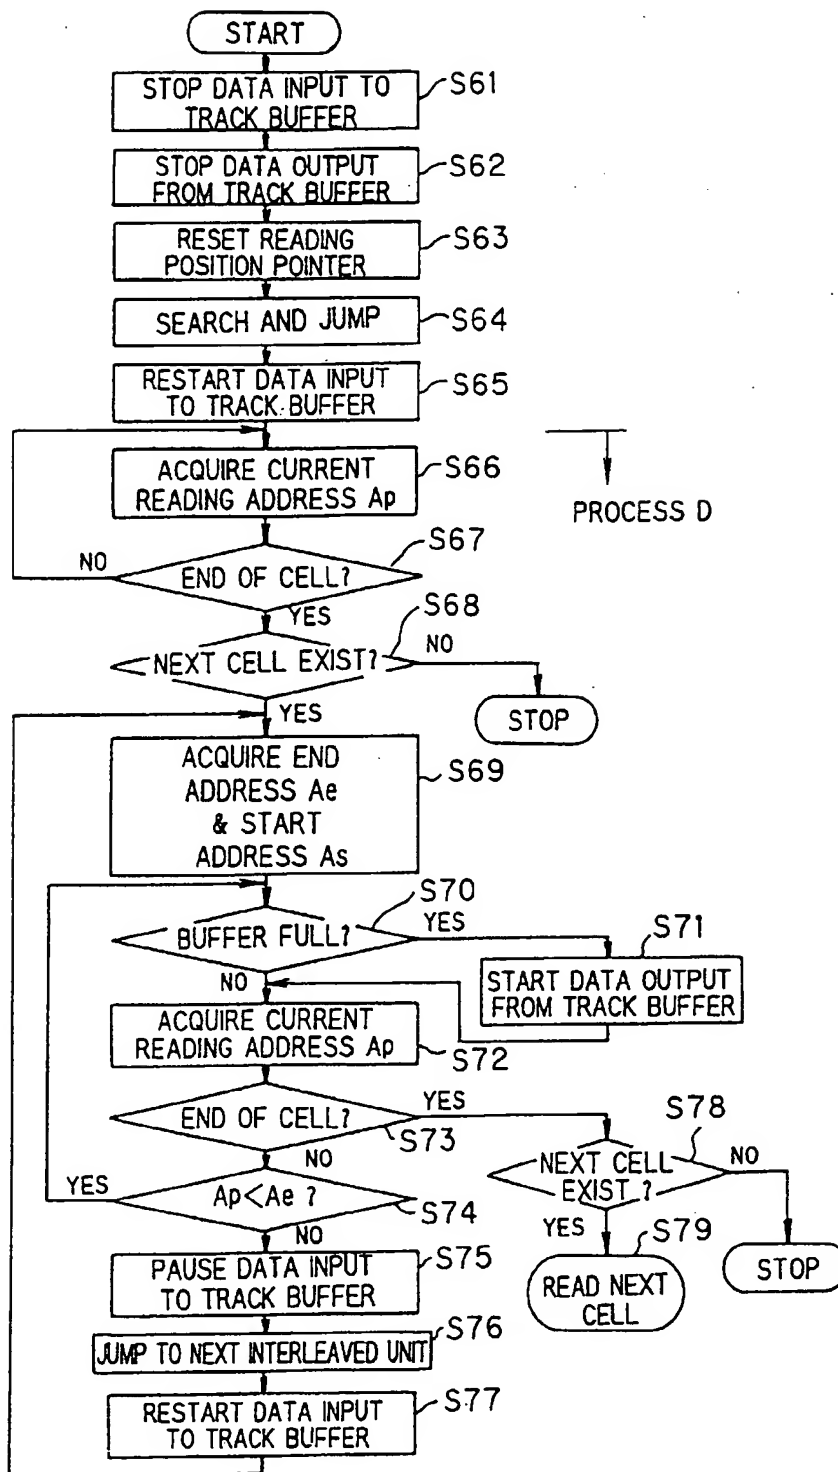 START
STOP DATA INPUT TO
TRACK BUFFER
S61
STOP DATA OUTPUT
FROM TRACK BUFFER
S62
RESET READING
POSITION POINTER
S63
SEARCH AND JUMP
S64
RESTART DATA INPUT
TO TRACK BUFFER
S65
ACQUIRE CURRENT
READING ADDRESS Ap
S66
PROCESS D
END OF CELL?
S67
NO
YES
NEXT CELL EXIST?
S68
NO
STOP
YES
ACQUIRE END
ADDRESS Ae
& START
ADDRESS As
S69
BUFFER FULL?
S70
YES
S71
START DATA OUTPUT
FROM TRACK BUFFER
NO
ACQUIRE CURRENT
READING ADDRESS Ap
S72
END OF CELL?
YES
S73
NO
S78
NEXT CELL
EXIST ?
NO
YES
STOP
S79
READ NEXT
CELL
YES
Ap<Ae ?
S74
NO
PAUSE DATA INPUT
TO TRACK BUFFER
S75
JUMP TO NEXT INTERLEAVED UNIT
S76
RESTART DATA INPUT
TO TRACK BUFFER
S77